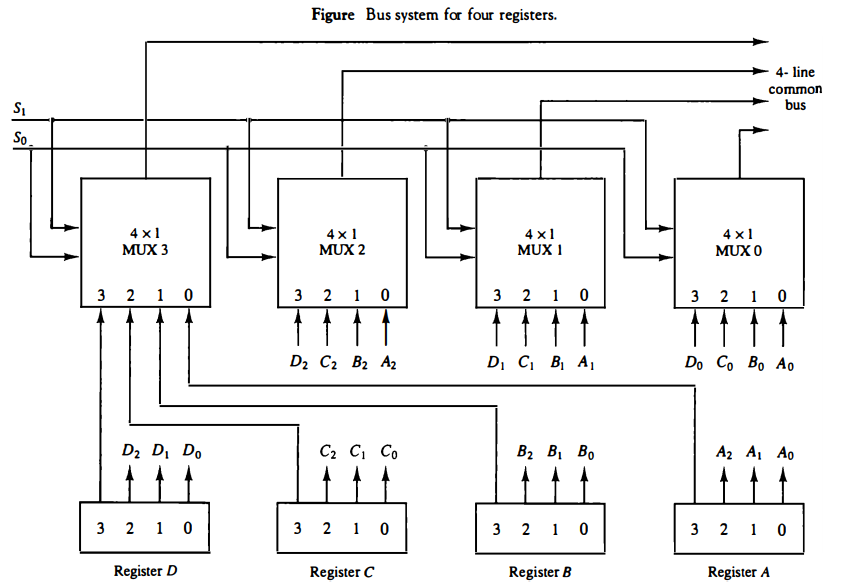 Figure Bus system for four registers.
4- line
common
bus
S1
S0
4 × 1
MUX 3
3 2 1 0
4 × 1
MUX 2
3 2 1 0
4 × 1
MUX 1
3 2 1 0
4 × 1
MUX 0
3 2 1 0
D2 C2 B2 A2
D1 C1 B1 A1
D0 C0 B0 A0
D2 D1 D0
C2 C1 C0
B2 B1 B0
A2 A1 A0
3 2 1 0
3 2 1 0
3 2 1 0
3 2 1 0
Register D
Register C
Register B
Register A